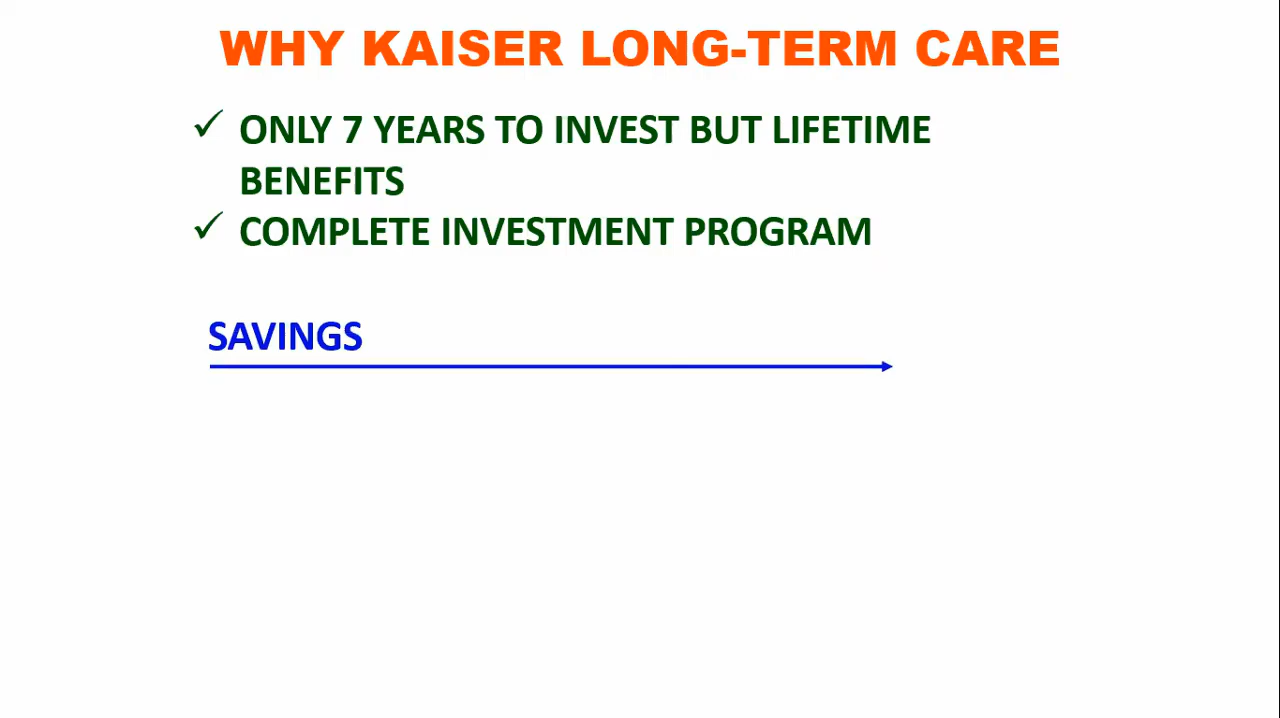 WHY KAISER LONG-TERM CARE
✓ ONLY 7 YEARS TO INVEST BUT LIFETIME
BENEFITS
✓ COMPLETE INVESTMENT PROGRAM
SAVINGS